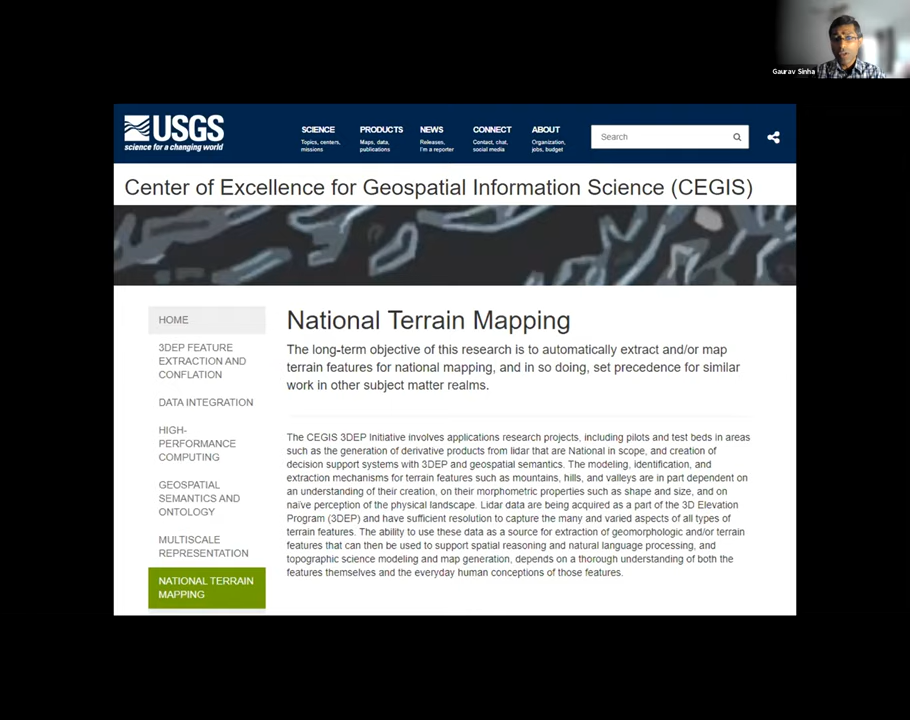 Gaurav Sinha
USGS
science for a changing world
SCIENCE
Topics, centers,
missions
PRODUCTS
Maps, data,
publications
NEWS
Releases,
I'm a reporter
CONNECT
Contact, chat,
social media
ABOUT
Organization,
jobs, budget
Search
Center of Excellence for Geospatial Information Science (CEGIS)
HOME
3DEP FEATURE
EXTRACTION AND
CONFLATION
DATA INTEGRATION
HIGH-
PERFORMANCE
COMPUTING
GEOSPATIAL
SEMANTICS AND
ONTOLOGY
MULTISCALE
REPRESENTATION
NATIONAL TERRAIN
MAPPING
National Terrain Mapping
The long-term objective of this research is to automatically extract and/or map
terrain features for national mapping, and in so doing, set precedence for similar
work in other subject matter realms.
The CEGIS 3DEP Initiative involves applications research projects, including pilots and test beds in areas
such as the generation of derivative products from lidar that are National in scope, and creation of
decision support systems with 3DEP and geospatial semantics. The modeling, identification, and
extraction mechanisms for terrain features such as mountains, hills, and valleys are in part dependent on
an understanding of their creation, on their morphometric properties such as shape and size, and on
naïve perception of the physical landscape. Lidar data are being acquired as a part of the 3D Elevation
Program (3DEP) and have sufficient resolution to capture the many and varied aspects of all types of
terrain features. The ability to use these data as a source for extraction of geomorphologic and/or terrain
features that can then be used to support spatial reasoning and natural language processing, and
topographic science modeling and map generation, depends on a thorough understanding of both the
features themselves and the everyday human conceptions of those features.